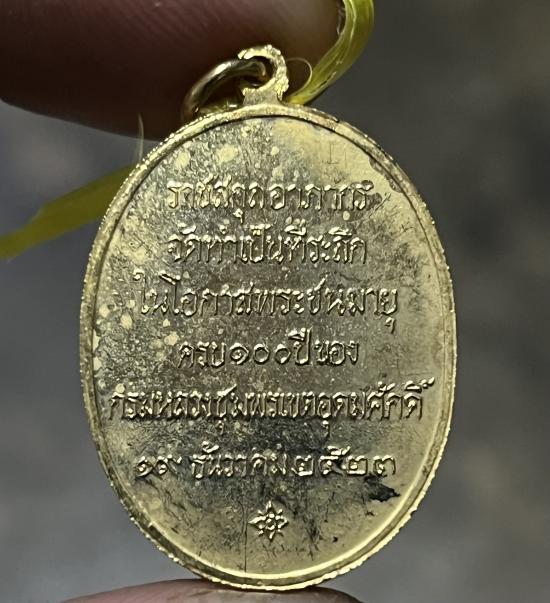 ราชสกุลอาภากร
จัดทำเป็นที่ระลึก
ในโอกาสพระชนมายุ
ครบ๑๐๐ปีของ
กรมหลวงชุมพรเขตอุดมศักดิ์
๑๙ ธันวาคม๒๕๒๓